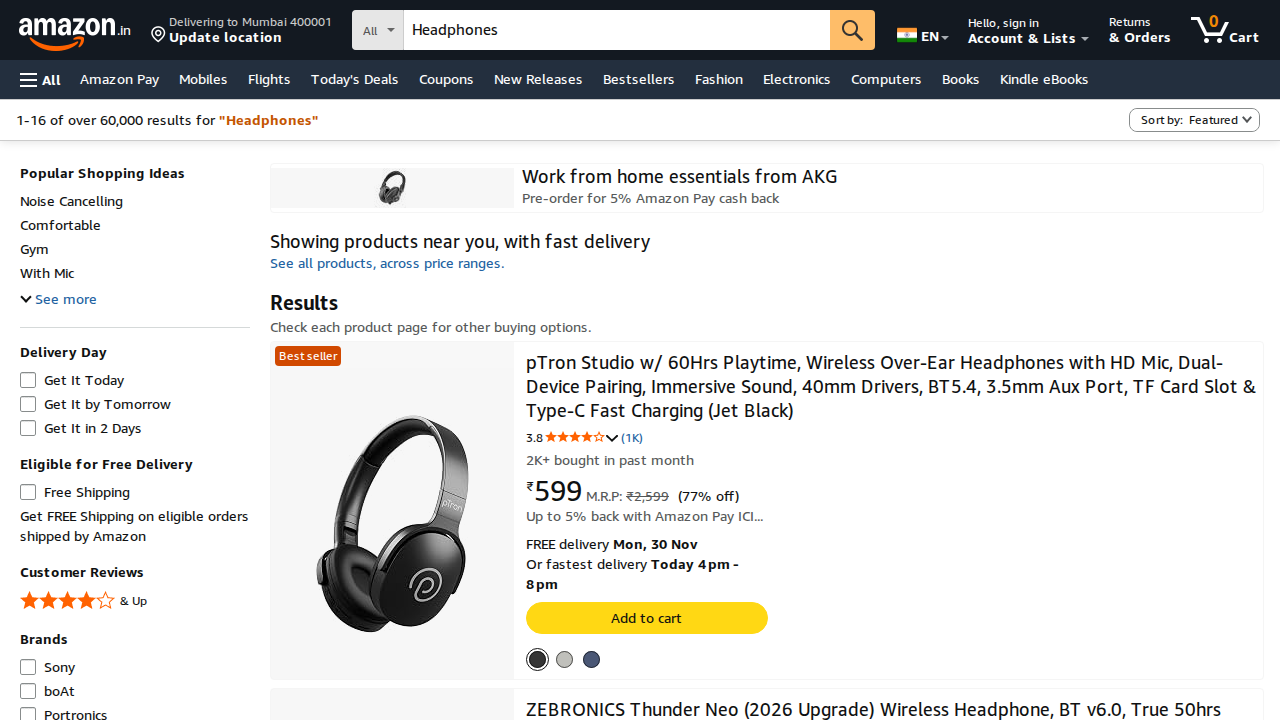 amazon.in
Delivering to Mumbai 400001
Update location
All
Headphones
EN
Hello, sign in
Account & Lists
Returns
& Orders
0
Cart
All
Amazon Pay
Mobiles
Flights
Today's Deals
Coupons
New Releases
Bestsellers
Fashion
Electronics
Computers
Books
Kindle eBooks
1-16 of over 60,000 results for "Headphones"
Sort by: Featured
Popular Shopping Ideas
Noise Cancelling
Comfortable
Gym
With Mic
See more
Delivery Day
Get It Today
Get It by Tomorrow
Get It in 2 Days
Eligible for Free Delivery
Free Shipping
Get FREE Shipping on eligible orders
shipped by Amazon
Customer Reviews
& Up
Brands
Sony
boAt
Portronics
Work from home essentials from AKG
Pre-order for 5% Amazon Pay cash back
Showing products near you, with fast delivery
See all products, across price ranges.
Results
Check each product page for other buying options.
Best seller
pTron
pTron Studio w/ 60Hrs Playtime, Wireless Over-Ear Headphones with HD Mic, Dual-
Device Pairing, Immersive Sound, 40mm Drivers, BT5.4, 3.5mm Aux Port, TF Card Slot &
Type-C Fast Charging (Jet Black)
3.8 (1K)
2K+ bought in past month
₹599 M.R.P: ₹2,599 (77% off)
Up to 5% back with Amazon Pay ICI…
FREE delivery Mon, 30 Nov
Or fastest delivery Today 4 pm -
8 pm
Add to cart
ZEBRONICS Thunder Neo (2026 Upgrade) Wireless Headphone, BT v6.0, True 50hrs